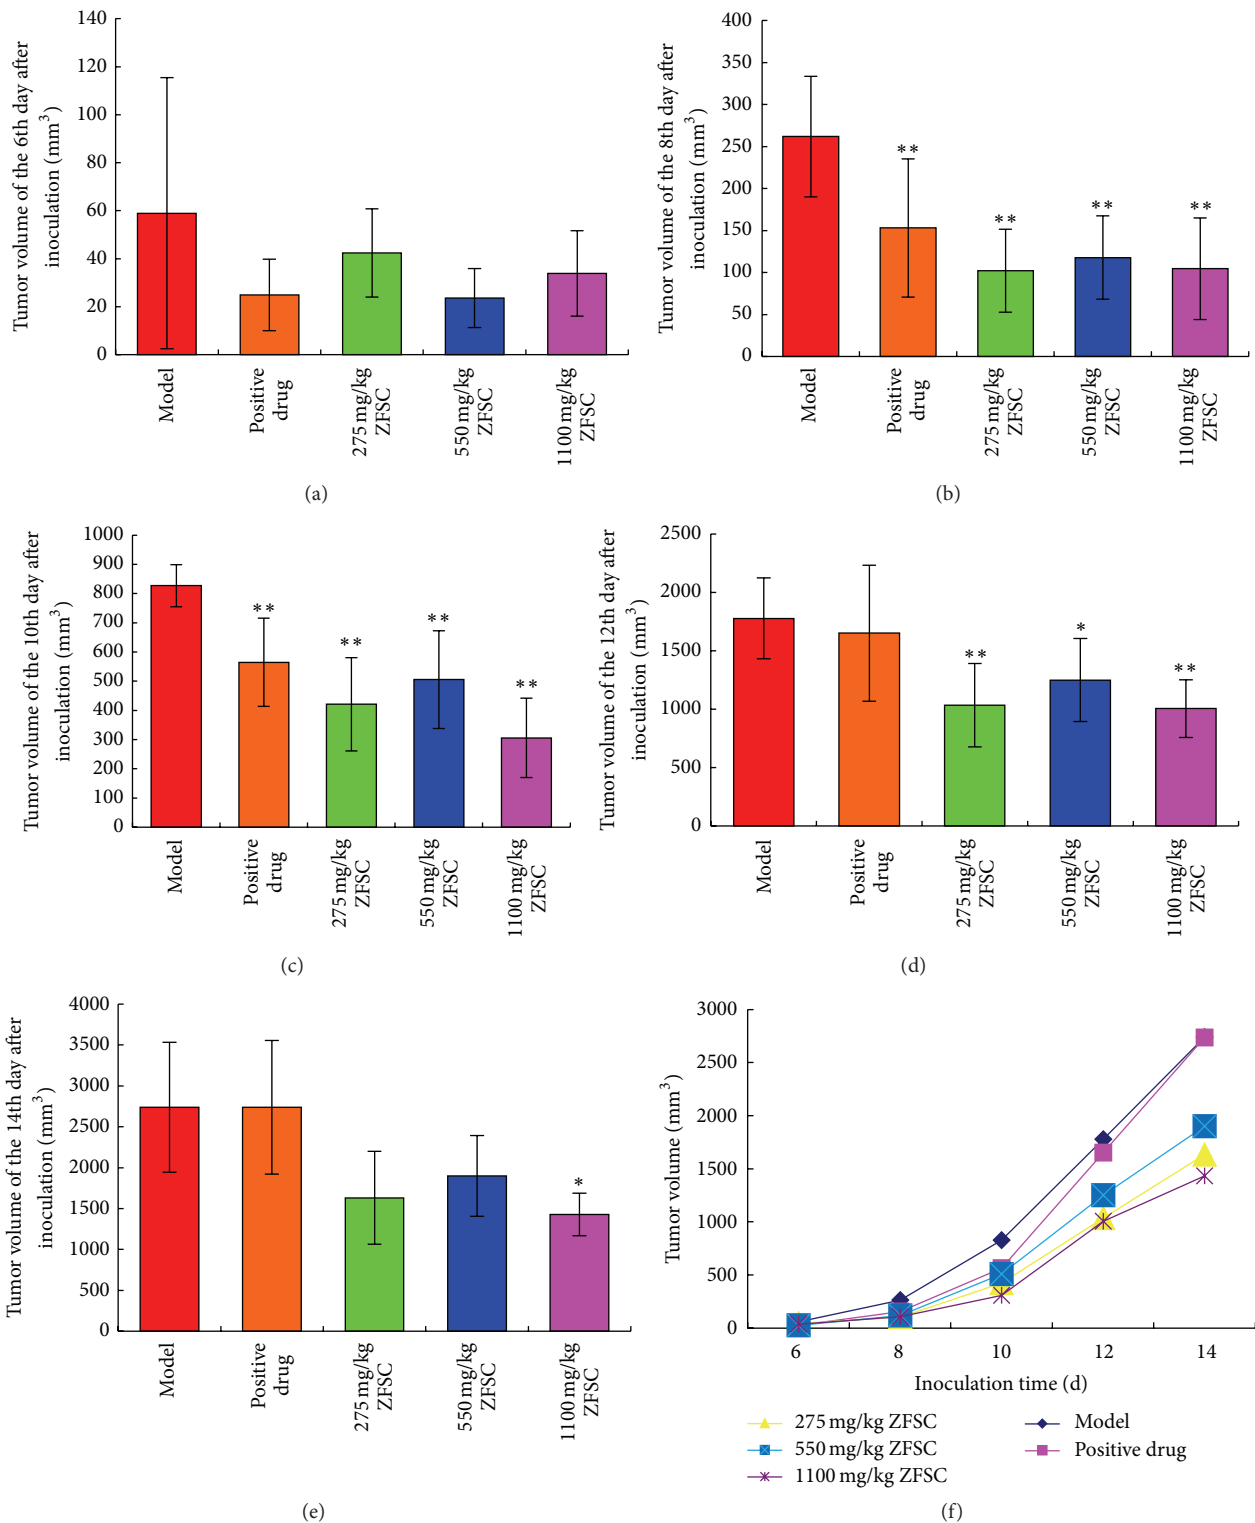 Tumor volume of the 6th day after
inoculation (mm³)
140
120
100
80
60
40
20
0
Model
Positive
drug
275 mg/kg
ZFSC
550 mg/kg
ZFSC
1100 mg/kg
ZFSC
(a)
Tumor volume of the 8th day after
inoculation (mm³)
400
350
300
250
200
150
100
50
0
**
**
**
**
Model
Positive
drug
275 mg/kg
ZFSC
550 mg/kg
ZFSC
1100 mg/kg
ZFSC
(b)
Tumor volume of the 10th day after
inoculation (mm³)
1000
900
800
700
600
500
400
300
200
100
0
**
**
**
**
Model
Positive
drug
275 mg/kg
ZFSC
550 mg/kg
ZFSC
1100 mg/kg
ZFSC
(c)
Tumor volume of the 12th day after
inoculation (mm³)
2500
2000
1500
1000
500
0
**
*
**
Model
Positive
drug
275 mg/kg
ZFSC
550 mg/kg
ZFSC
1100 mg/kg
ZFSC
(d)
Tumor volume of the 14th day after
inoculation (mm³)
4000
3500
3000
2500
2000
1500
1000
500
0
*
Model
Positive
drug
275 mg/kg
ZFSC
550 mg/kg
ZFSC
1100 mg/kg
ZFSC
(e)
Tumor volume (mm³)
3000
2500
2000
1500
1000
500
0
6 8 10 12 14
Inoculation time (d)
275 mg/kg ZFSC
550 mg/kg ZFSC
1100 mg/kg ZFSC
Model
Positive drug
(f)